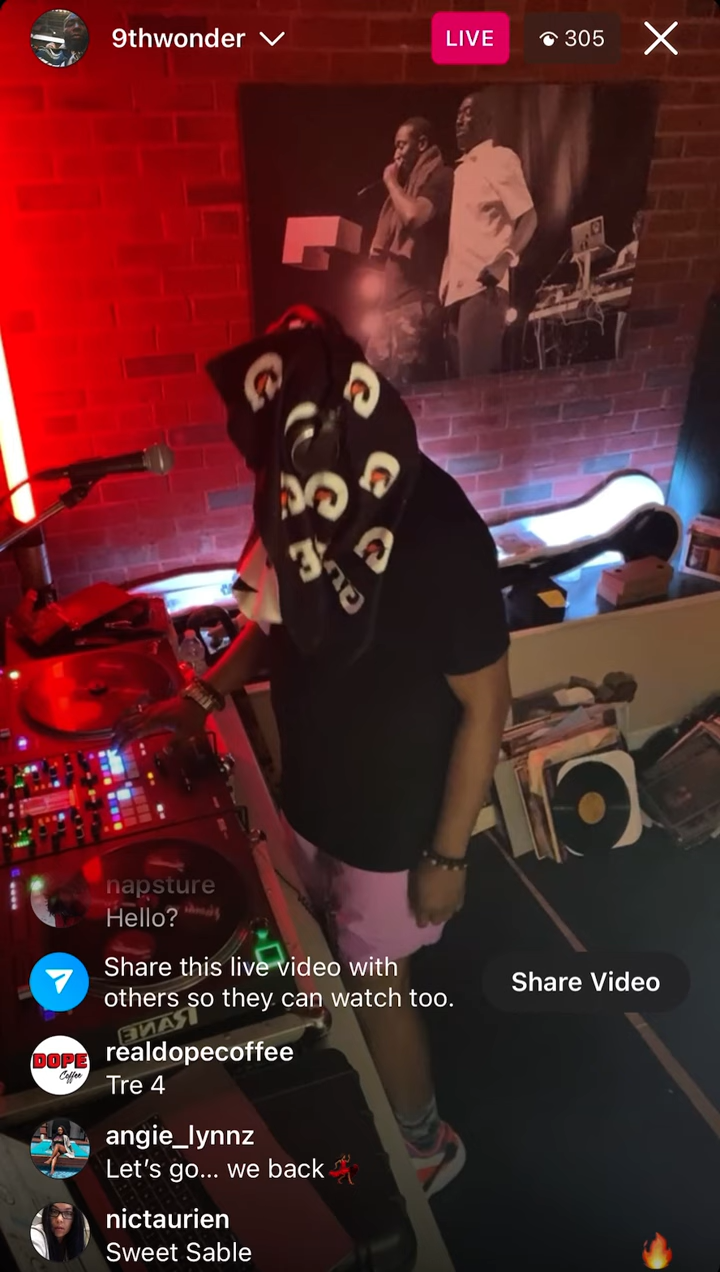 9thwonder
LIVE
305
napsture
Hello?
Share this live video with
others so they can watch too.
Share Video
RANE
DOPE
Coffee
realdopecoffee
Tre 4
angie_lynnz
Let's go... we back💃
nictaurien
Sweet Sable